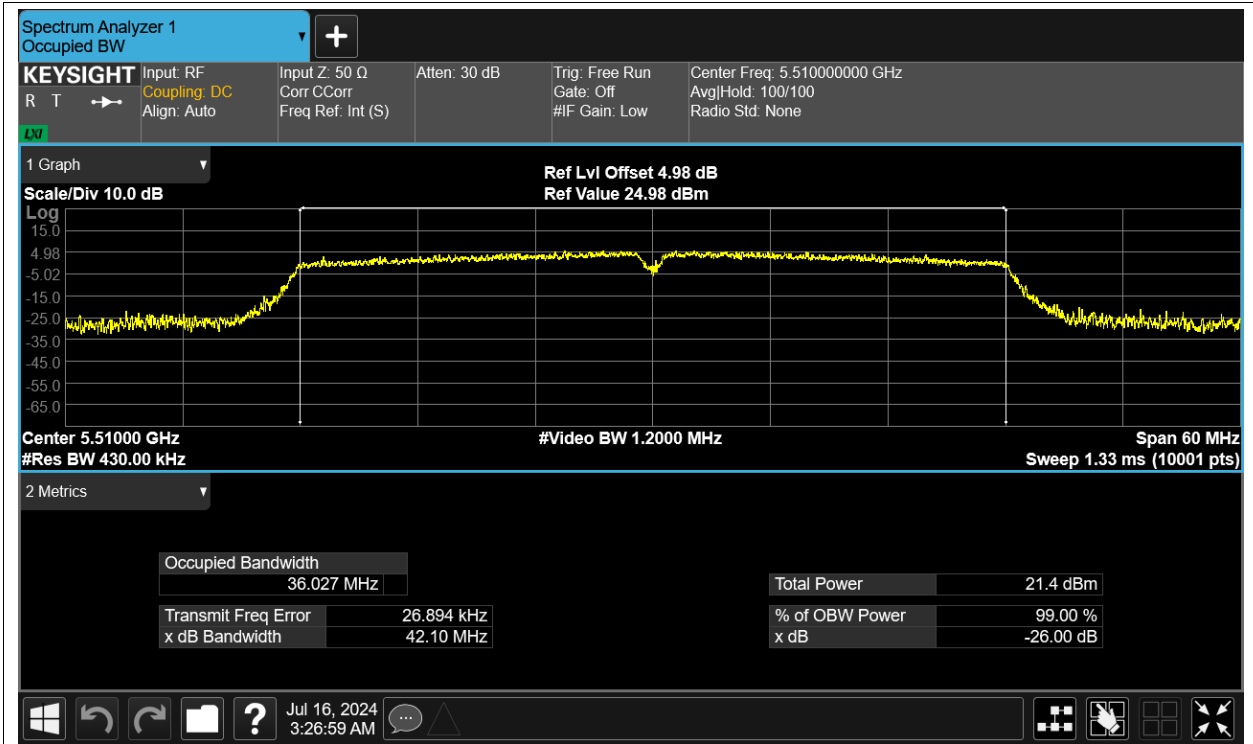 Spectrum Analyzer 1
Occupied BW
KEYSIGHT
R T
LXI
Input: RF
Coupling: DC
Align: Auto
Input Z: 50 Ω
Corr CCorr
Freq Ref: Int (S)
Atten: 30 dB
Trig: Free Run
Gate: Off
#IF Gain: Low
Center Freq: 5.510000000 GHz
Avg|Hold: 100/100
Radio Std: None
1 Graph
Scale/Div 10.0 dB
Ref Lvl Offset 4.98 dB
Ref Value 24.98 dBm
Log
15.0
4.98
-5.02
-15.0
-25.0
-35.0
-45.0
-55.0
-65.0
Center 5.51000 GHz
#Video BW 1.2000 MHz
Span 60 MHz
#Res BW 430.00 kHz
Sweep 1.33 ms (10001 pts)
2 Metrics
Occupied Bandwidth
36.027 MHz
Transmit Freq Error 26.894 kHz
x dB Bandwidth 42.10 MHz
Total Power 21.4 dBm
% of OBW Power 99.00 %
x dB -26.00 dB
?
Jul 16, 2024
3:26:59 AM